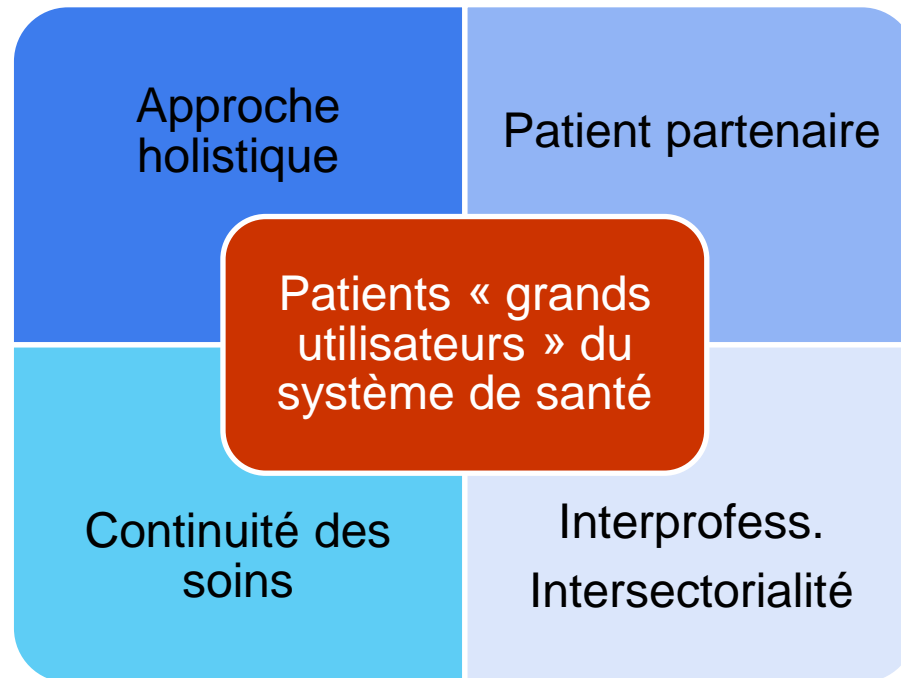 Approche
holistique
Patient partenaire
Patients « grands
utilisateurs » du
système de santé
Continuité des
soins
Interprofess.
Intersectorialité